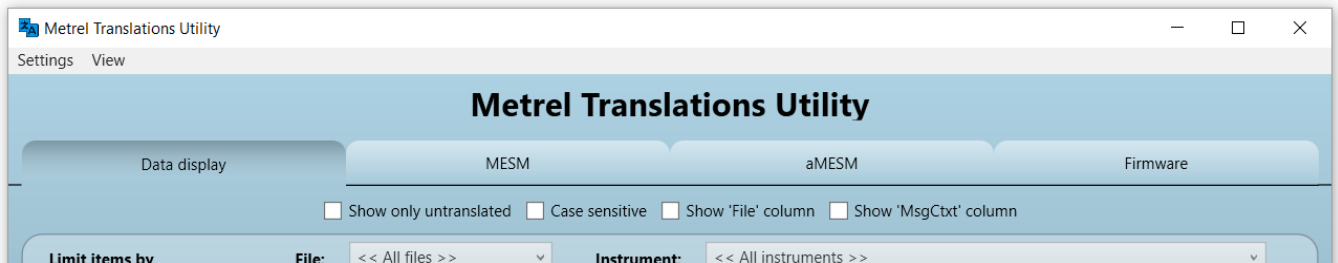 Metrel Translations Utility
Settings View
Metrel Translations Utility
Data display MESM aMESM Firmware
Show only untranslated Case sensitive Show 'File' column Show 'MsgCtxt' column
Limit items by File: << All files >> Instrument: << All instruments >>